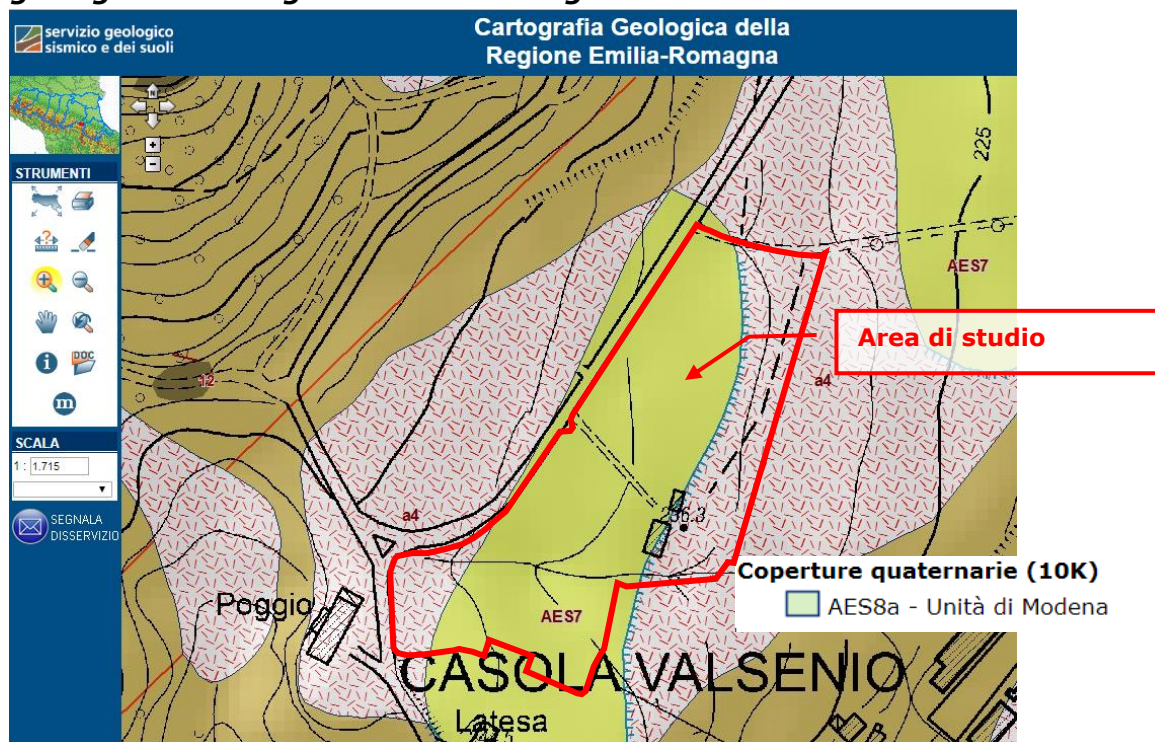 servizio geologico
sismico e dei suoli
Cartografia Geologica della
Regione Emilia-Romagna
N
STRUMENTI
DOC
m
SCALA
1 : 1.715
SEGNALA
DISSERVIZIO
225
AES7
Area di studio
a4
12
a4
236.3
Poggio
AES7
Coperture quaternarie (10K)
AES8a - Unità di Modena
CASOLA VALSENIO
Latesa